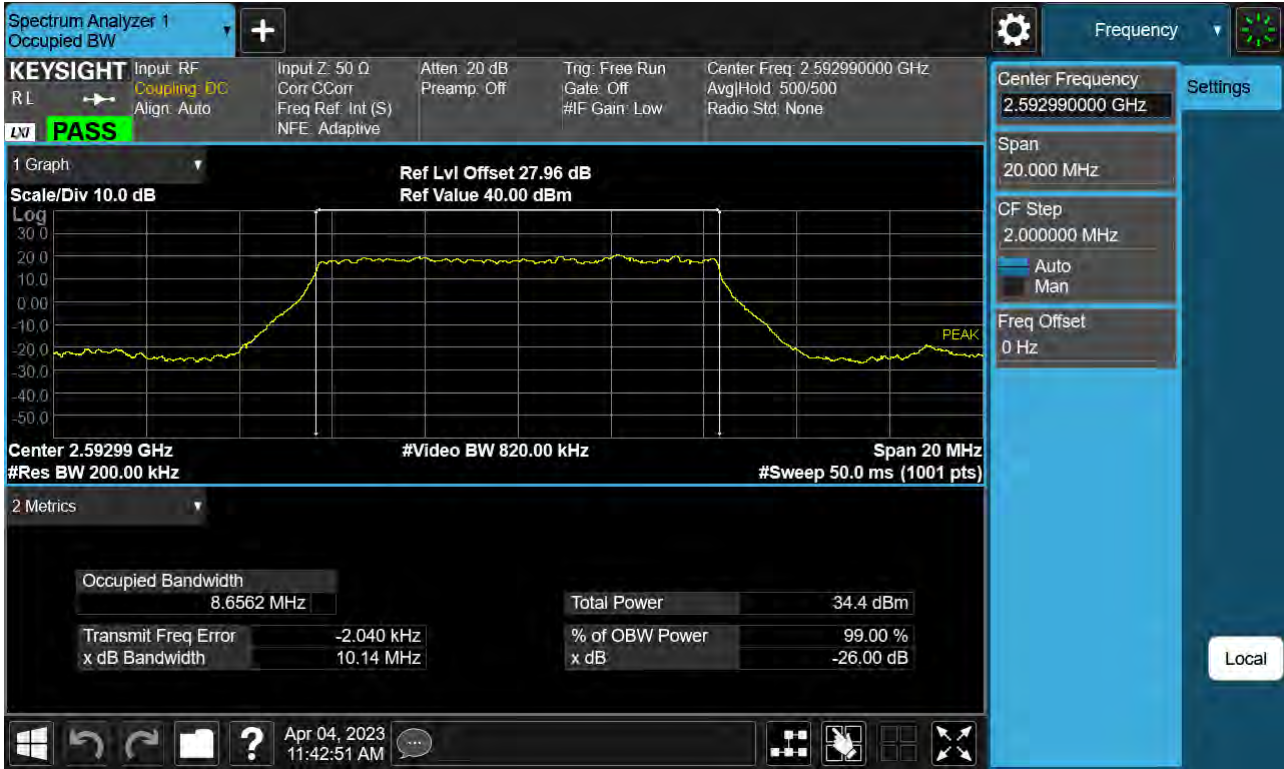 Spectrum Analyzer 1
Occupied BW
Frequency
KEYSIGHT
R L
LXI
PASS
Input: RF
Coupling: DC
Align: Auto
Input Z: 50 Ω
Corr CCorr
Freq Ref: Int (S)
NFE: Adaptive
Atten: 20 dB
Preamp: Off
Trig: Free Run
Gate: Off
#IF Gain: Low
Center Freq: 2.592990000 GHz
Avg|Hold: 500/500
Radio Std: None
Center Frequency
2.592990000 GHz
Settings
Span
20.000 MHz
CF Step
2.000000 MHz
Auto
Man
Freq Offset
0 Hz
Local
1 Graph
Scale/Div 10.0 dB
Ref Lvl Offset 27.96 dB
Ref Value 40.00 dBm
Log
30.0
20.0
10.0
0.00
-10.0
-20.0
-30.0
-40.0
-50.0
PEAK
Center 2.59299 GHz
#Video BW 820.00 kHz
Span 20 MHz
#Res BW 200.00 kHz
#Sweep 50.0 ms (1001 pts)
2 Metrics
Occupied Bandwidth
8.6562 MHz
Total Power 34.4 dBm
Transmit Freq Error -2.040 kHz
% of OBW Power 99.00 %
x dB Bandwidth 10.14 MHz
x dB -26.00 dB
?
Apr 04, 2023
11:42:51 AM